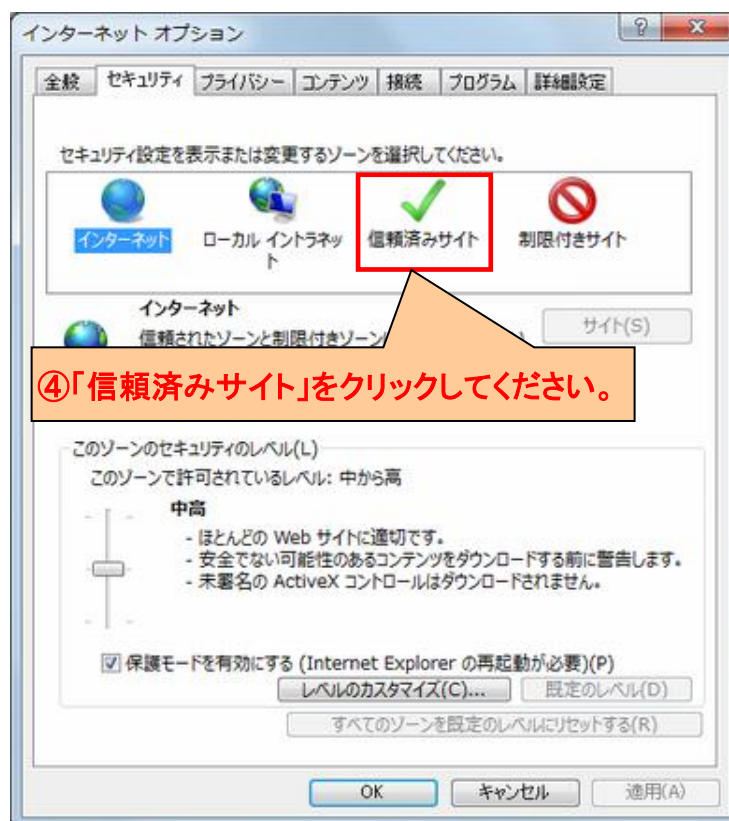 インターネット オプション
全般 セキュリティ プライバシー コンテンツ 接続 プログラム 詳細設定
セキュリティ設定を表示または変更するゾーンを選択してください。
インターネット
ローカル イントラネッ
ト
信頼済みサイト
制限付きサイト
インターネット
サイト(S)
信頼されたゾーンと制限付きゾーン
④「信頼済みサイト」をクリックしてください。
このゾーンのセキュリティのレベル(L)
このゾーンで許可されているレベル: 中から高
中高
- ほとんどの Web サイトに適切です。
- 安全でない可能性のあるコンテンツをダウンロードする前に警告します。
- 未署名の ActiveX コントロールはダウンロードされません。
保護モードを有効にする (Internet Explorer の再起動が必要)(P)
レベルのカスタマイズ(C)... 既定のレベル(D)
すべてのゾーンを既定のレベルにリセットする(R)
OK キャンセル 適用(A)